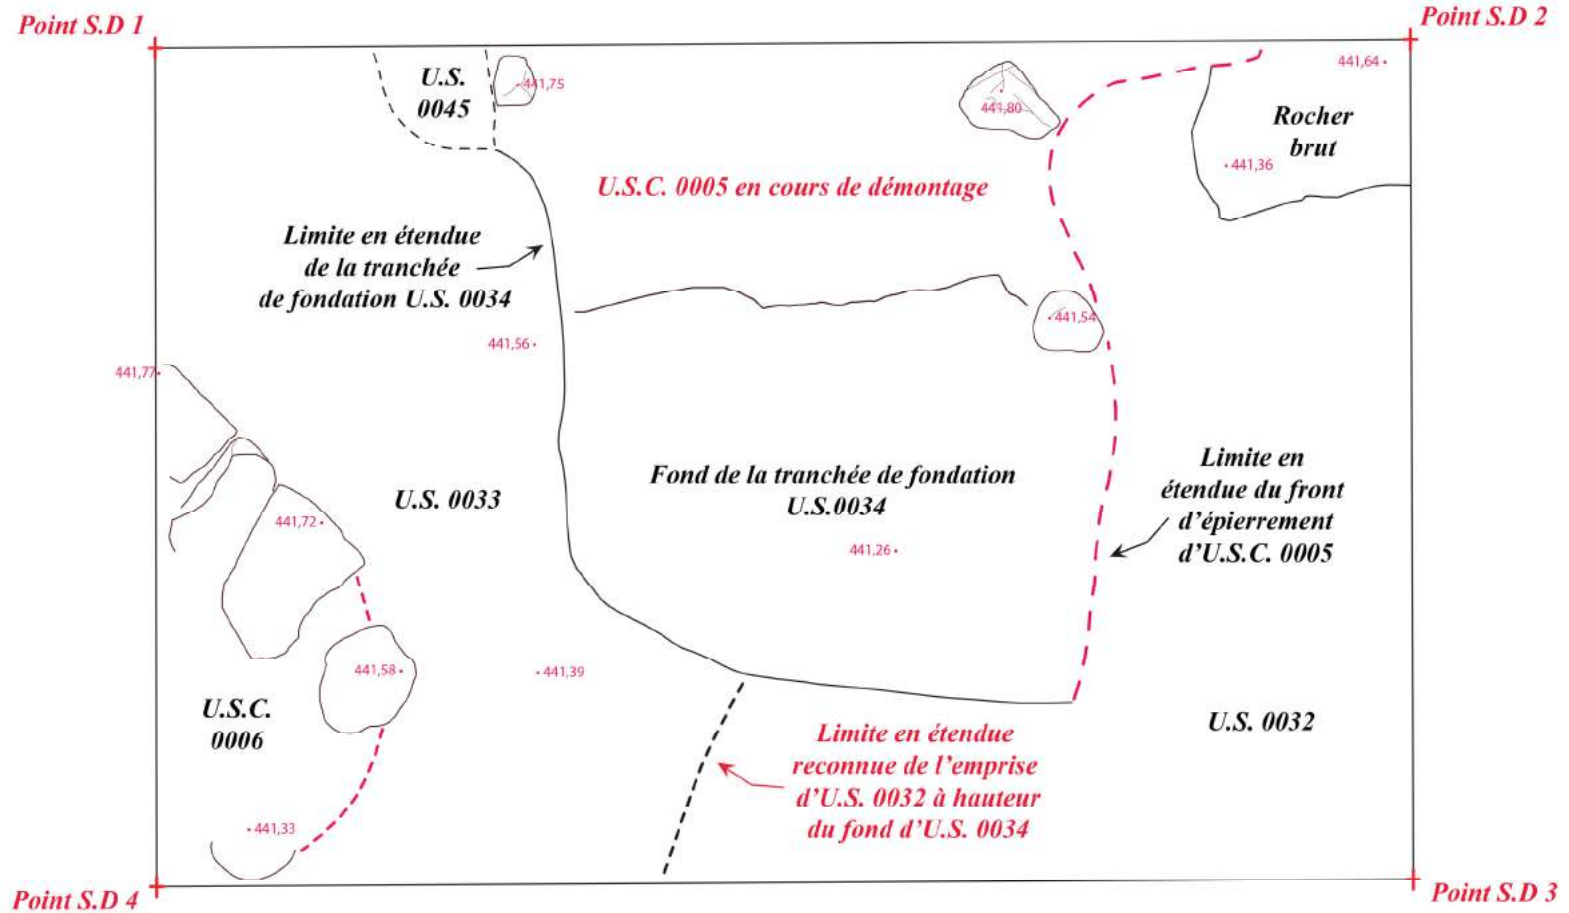 Point S.D 1
Point S.D 2
U.S.
0045
441,75
441,80
441,64
Rocher
brut
441,36
U.S.C. 0005 en cours de démontage
Limite en étendue
de la tranchée
de fondation U.S. 0034
441,54
441,56
441,77
Fond de la tranchée de fondation
U.S.0034
441,26
Limite en
étendue du front
d'épierrement
d'U.S.C. 0005
U.S. 0033
441,72
441,58
441,39
U.S.C.
0006
U.S. 0032
Limite en étendue
reconnue de l'emprise
d'U.S. 0032 à hauteur
du fond d'U.S. 0034
441,33
Point S.D 4
Point S.D 3